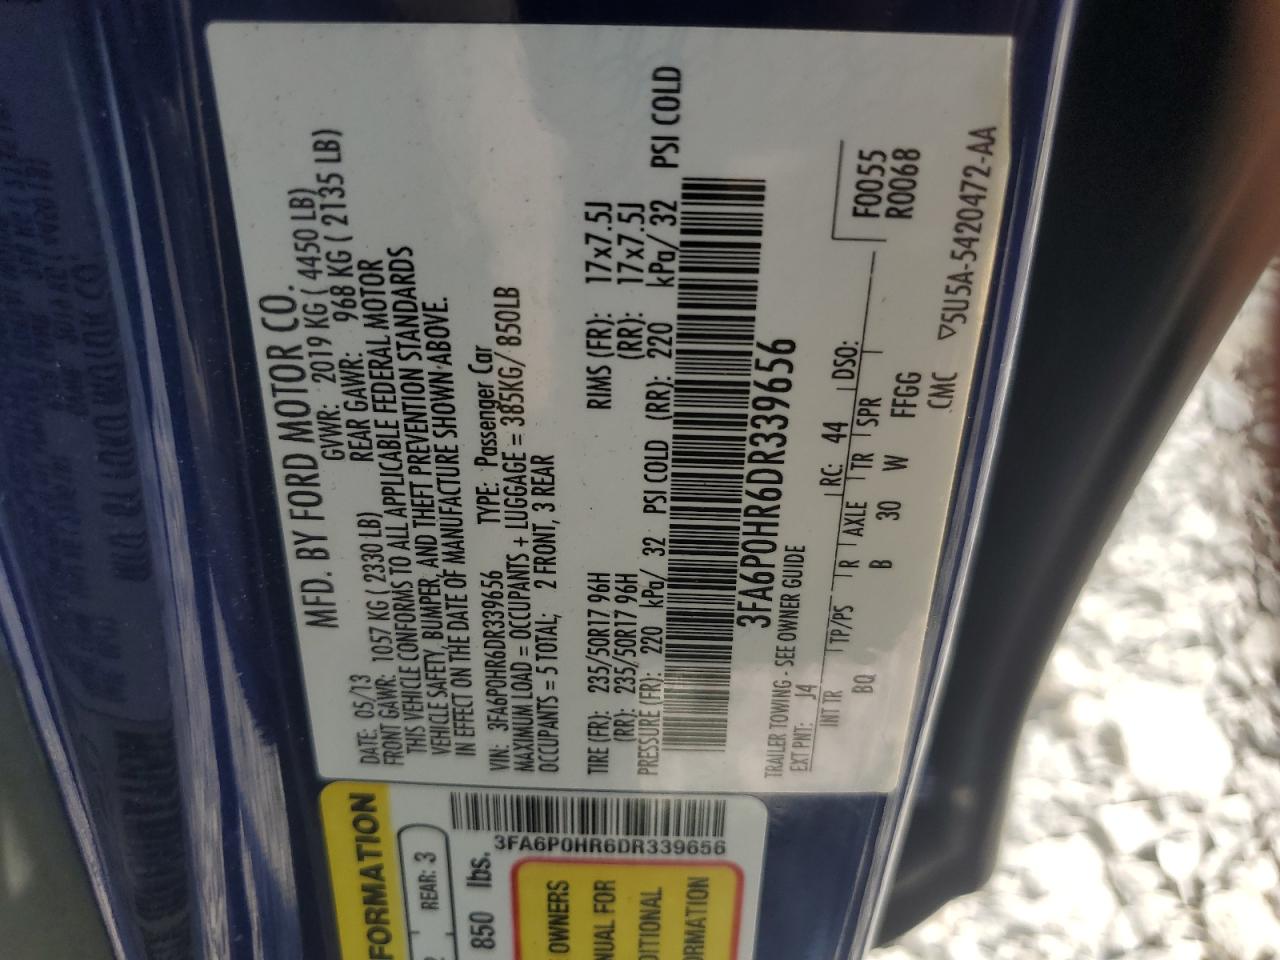 MFD. BY FORD MOTOR CO.
DATE: 05/13 GVWR: 2019 KG ( 4450 LB)
FRONT GAWR: 1057 KG ( 2330 LB) REAR GAWR: 968 KG ( 2135 LB)
THIS VEHICLE CONFORMS TO ALL APPLICABLE FEDERAL MOTOR
VEHICLE SAFETY, BUMPER, AND THEFT PREVENTION STANDARDS
IN EFFECT ON THE DATE OF MANUFACTURE SHOWN ABOVE.
VIN: 3FA6P0HR6DR339656 TYPE: Passenger Car
MAXIMUM LOAD = OCCUPANTS + LUGGAGE = 385KG/ 850LB
OCCUPANTS = 5 TOTAL; 2 FRONT, 3 REAR
TIRE (FR): 235/50R17 96H RIMS (FR): 17x7.5J
(RR): 235/50R17 96H (RR): 17x7.5J
PRESSURE (FR): 220 kPa/ 32 PSI COLD (RR): 220 kPa/ 32 PSI COLD
3FA6P0HR6DR339656
TRAILER TOWING - SEE OWNER GUIDE
EXT PNT: J4 RC: 44 DSO: F0055
INT TR TP/PS R AXLE TR SPR R0068
BQ B 30 W FFGG
CMC ▽5U5A-5420472-AA
FORMATION
REAR: 3
850 lbs.
3FA6P0HR6DR339656
OWNERS
NUAL FOR
DITIONAL
ORMATION